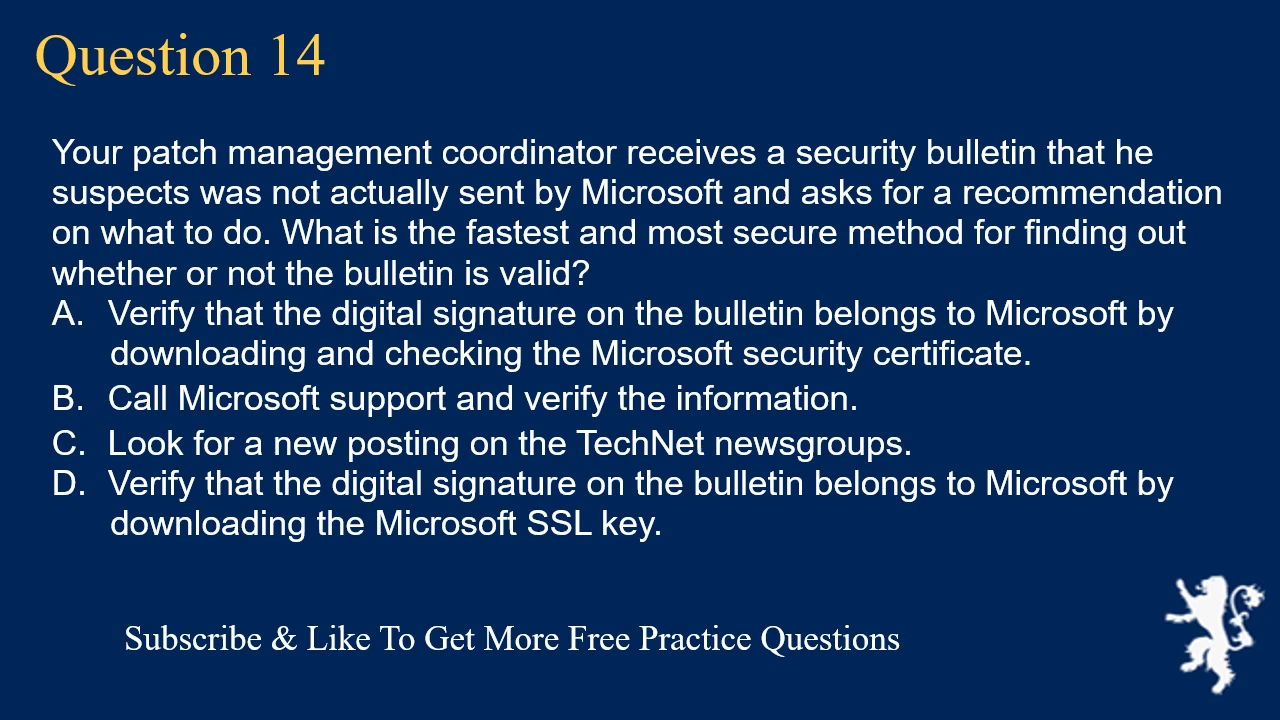 Question 14
Your patch management coordinator receives a security bulletin that he
suspects was not actually sent by Microsoft and asks for a recommendation
on what to do. What is the fastest and most secure method for finding out
whether or not the bulletin is valid?
A. Verify that the digital signature on the bulletin belongs to Microsoft by
downloading and checking the Microsoft security certificate.
B. Call Microsoft support and verify the information.
C. Look for a new posting on the TechNet newsgroups.
D. Verify that the digital signature on the bulletin belongs to Microsoft by
downloading the Microsoft SSL key.
Subscribe & Like To Get More Free Practice Questions